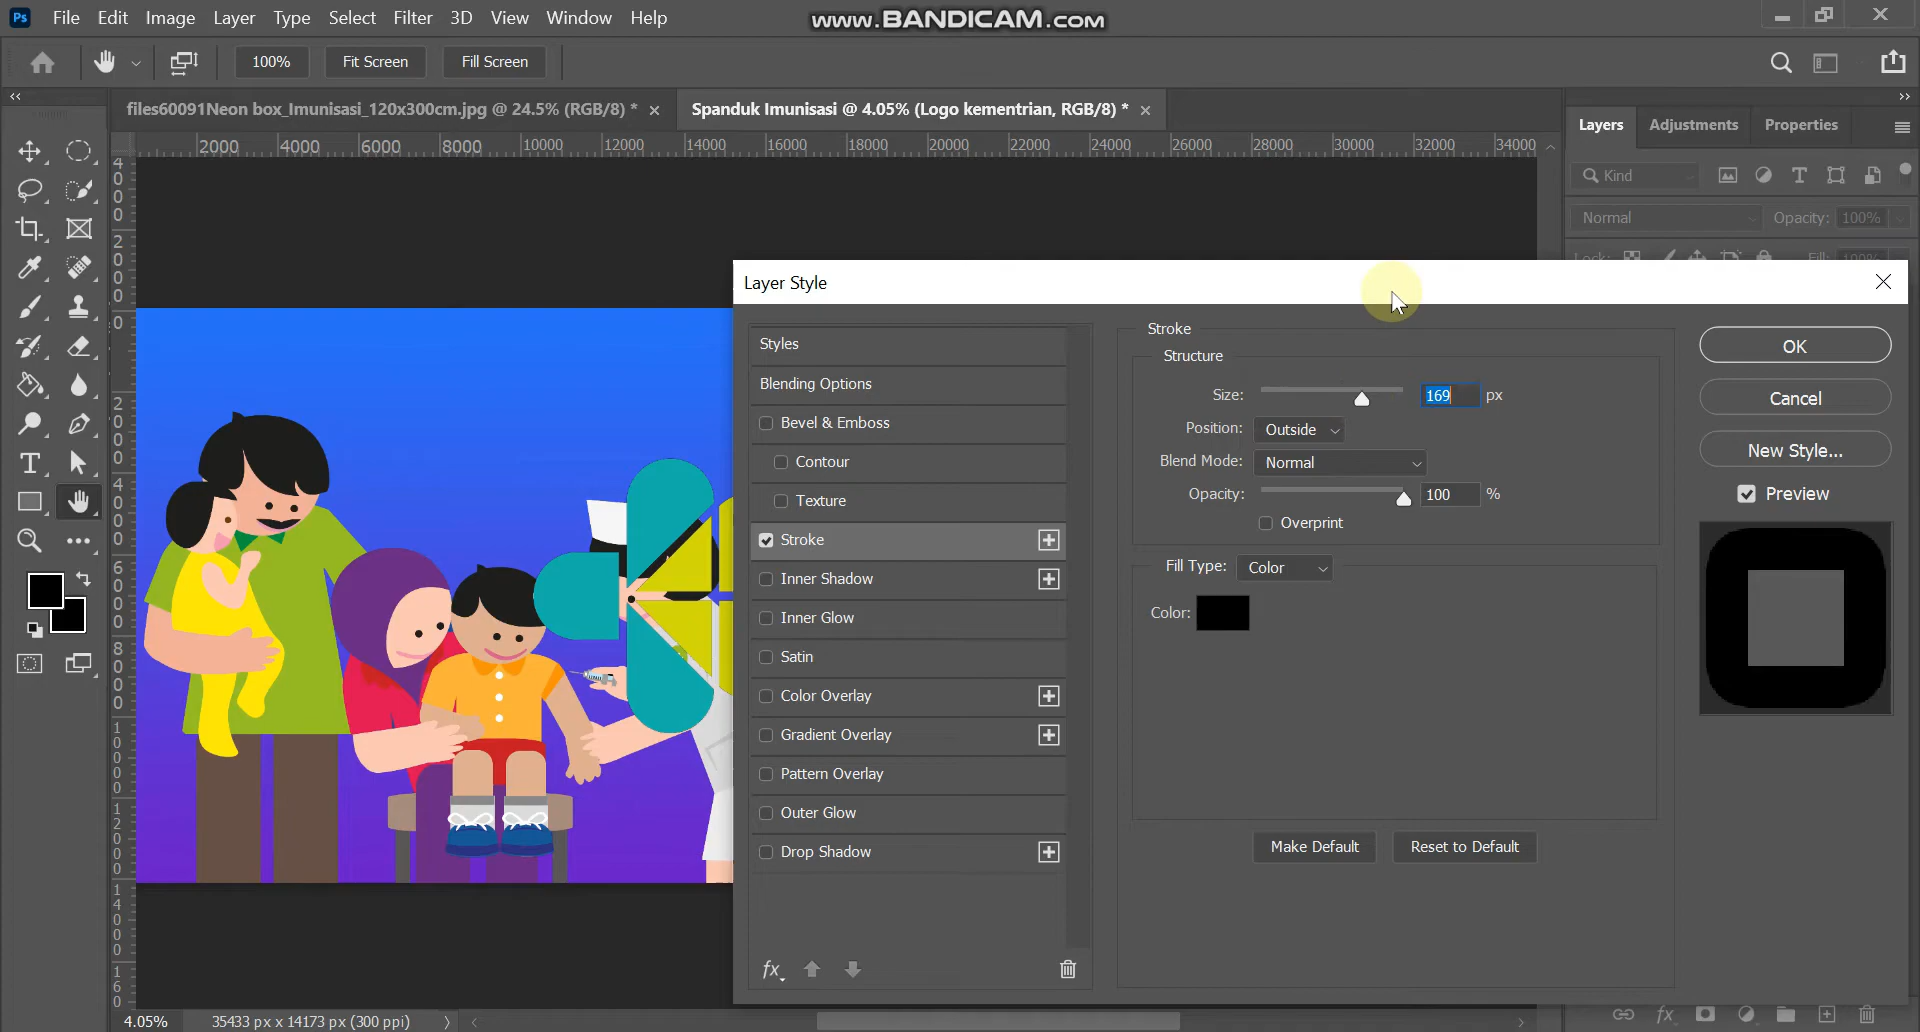 Ps File Edit Image Layer Type Select Filter 3D View Window Help
www.BANDICAM.com
100% Fit Screen Fill Screen
files60091Neon box_Imunisasi_120x300cm.jpg @ 24.5% (RGB/8) *
Spanduk Imunisasi @ 4.05% (Logo kementrian, RGB/8) *
2000 4000 6000 8000 10000 12000 14000 16000 18000 20000 22000 24000 26000 28000 30000 32000 34000
Layers Adjustments Properties
Kind
Normal Opacity: 100%
Lock: Fill: 100%
Layer Style
Styles
Blending Options
Bevel & Emboss
Contour
Texture
Stroke
Inner Shadow
Inner Glow
Satin
Color Overlay
Gradient Overlay
Pattern Overlay
Outer Glow
Drop Shadow
fx
Stroke
Structure
Size: 169 px
Position: Outside
Blend Mode: Normal
Opacity: 100 %
Overprint
Fill Type: Color
Color:
Make Default Reset to Default
OK
Cancel
New Style...
Preview
4.05% 35433 px x 14173 px (300 ppi)
fx